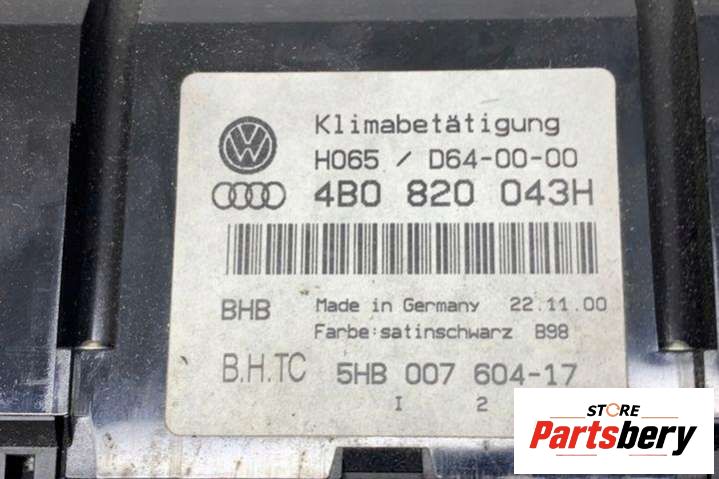 Klimabetätigung
H065 / D64-00-00
4B0 820 043H
BHB Made in Germany 22.11.00
Farbe:satinschwarz B98
B.H.TC 5HB 007 604-17
I 2
STORE
Partsbery